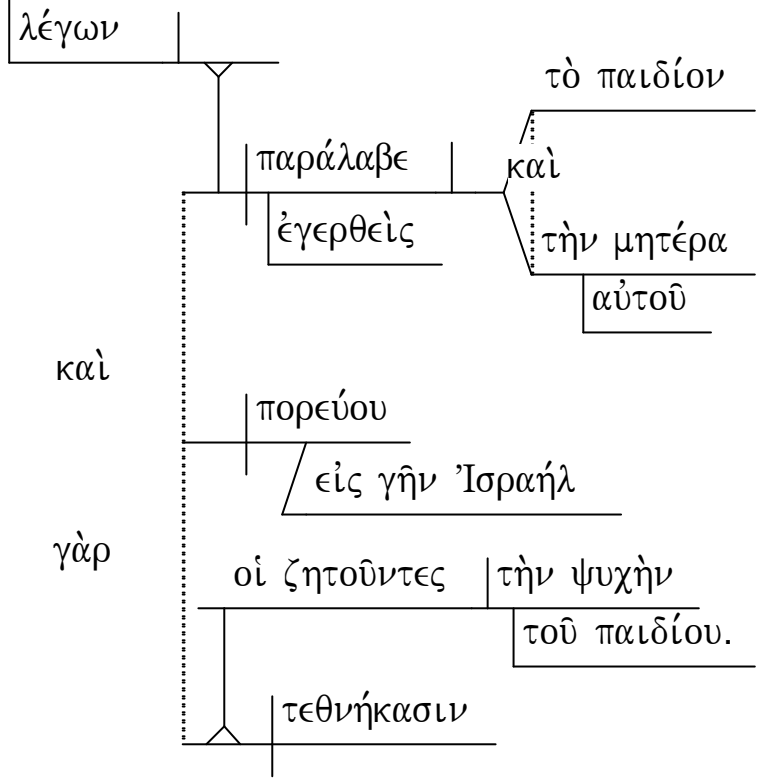 λέγων
τὸ παιδίον
παράλαβε
καὶ
ἐγερθεὶς
τὴν μητέρα
αὐτοῦ
καὶ
πορεύου
εἰς γῆν Ἰσραήλ
γὰρ
οἱ ζητοῦντες τὴν ψυχὴν
τοῦ παιδίου.
τεθνήκασιν